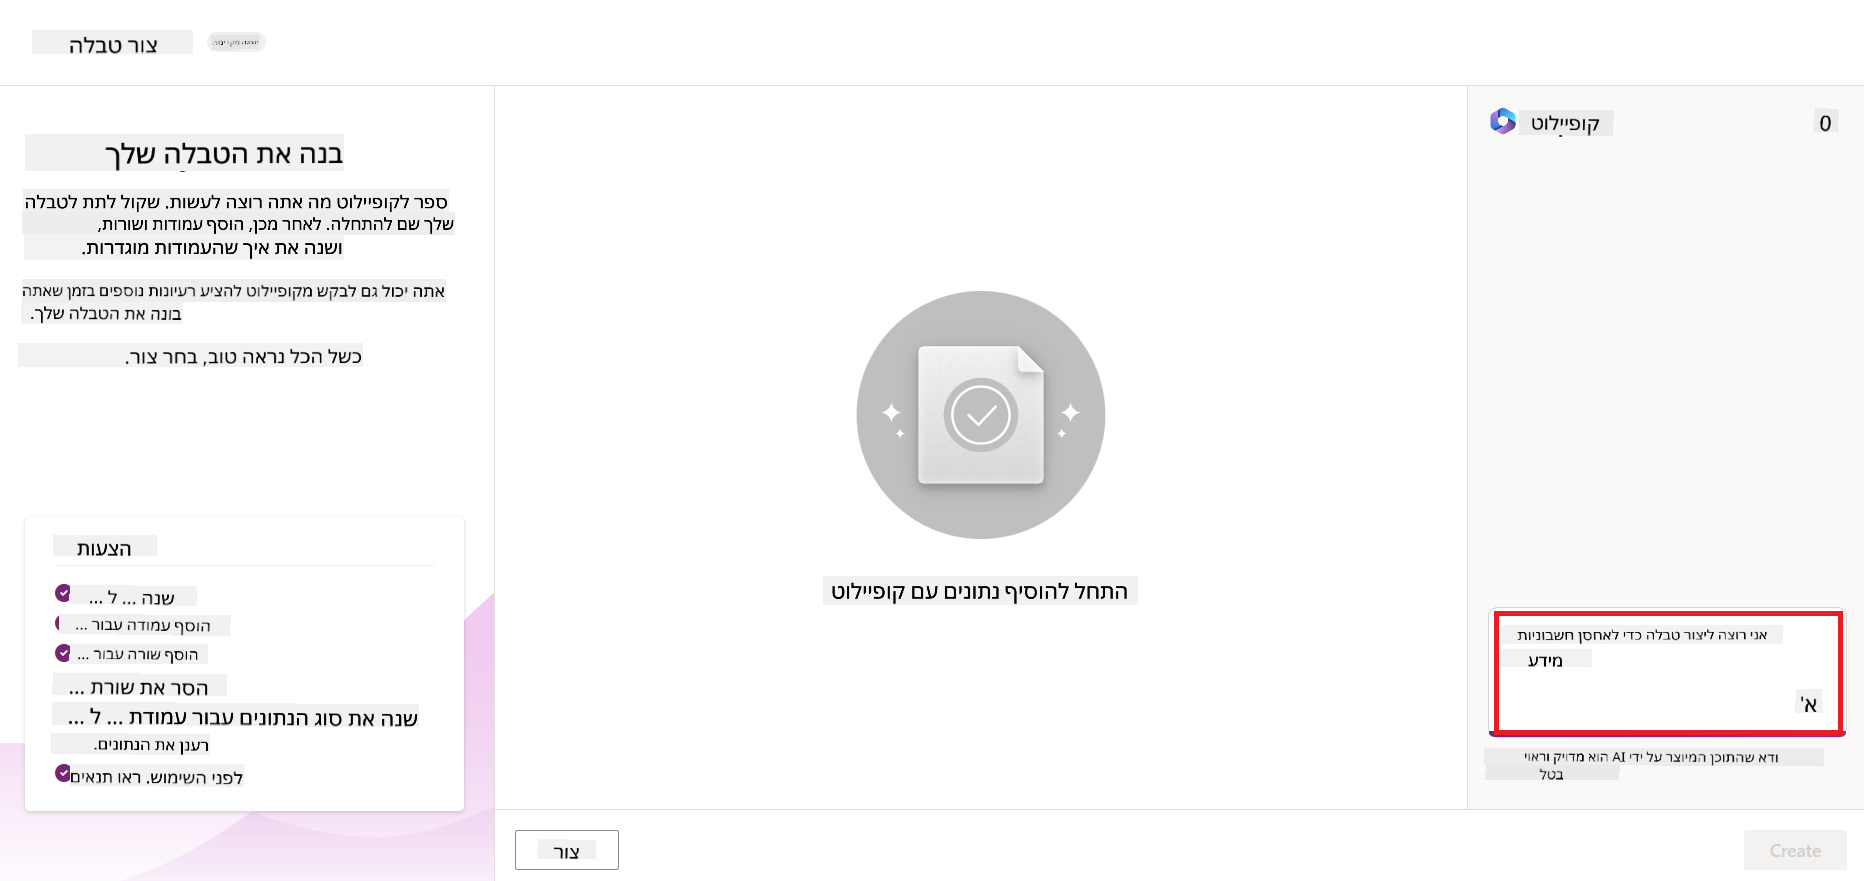 צור טבלה
בנה את הטבלה שלך
ספר לקופיילוט מה אתה רוצה לעשות. שקול לתת לטבלה
שלך שם להתחלה. לאחר מכן, הוסף עמודות ושורות,
ושנה את איך שהעמודות מוגדרות.
אתה יכול גם לבקש מקופיילוט להציע רעיונות נוספים בזמן שאתה
בונה את הטבלה שלך.
כשל הכל נראה טוב, בחר צור.
הצעות
שנה ... ל ...
הוסף עמודה עבור ...
הוסף שורה עבור ...
הסר את שורת ...
שנה את סוג הנתונים עבור עמודת ... ל ...
רענן את הנתונים.
לפני השימוש. ראו תנאים
התחל להוסיף נתונים עם קופיילוט
קופיילוט
0
אני רוצה ליצור טבלה כדי לאחסן חשבוניות
מידע
א'
ודא שהתוכן המיוצר על ידי AI הוא מדויק וראוי
בטל
צור
Create